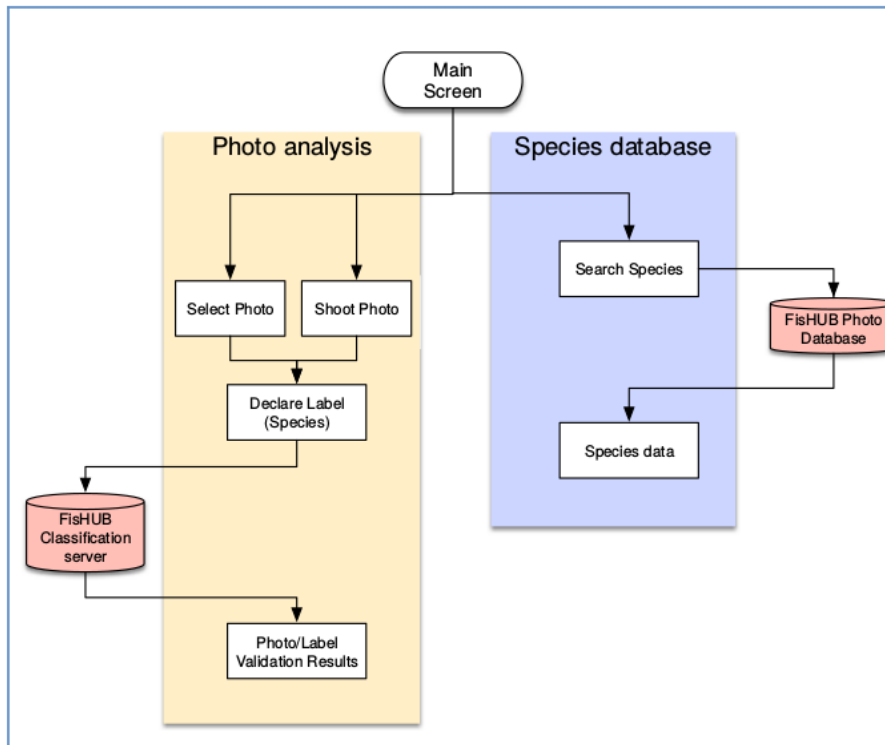 Main
Screen
Photo analysis
Species database
Search Species
Select Photo
Shoot Photo
FisHUB Photo
Database
Declare Label
(Species)
Species data
FisHUB
Classification
server
Photo/Label
Validation Results